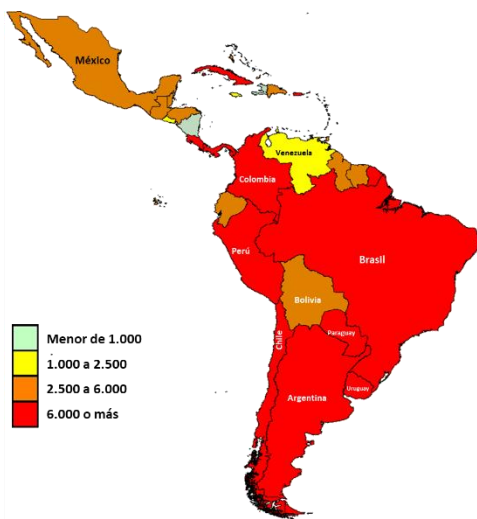 México
Venezuela
Colombia
Perú
Brasil
Bolivia
Paraguay
Chile
Uruguay
Argentina
Menor de 1.000
1.000 a 2.500
2.500 a 6.000
6.000 o más